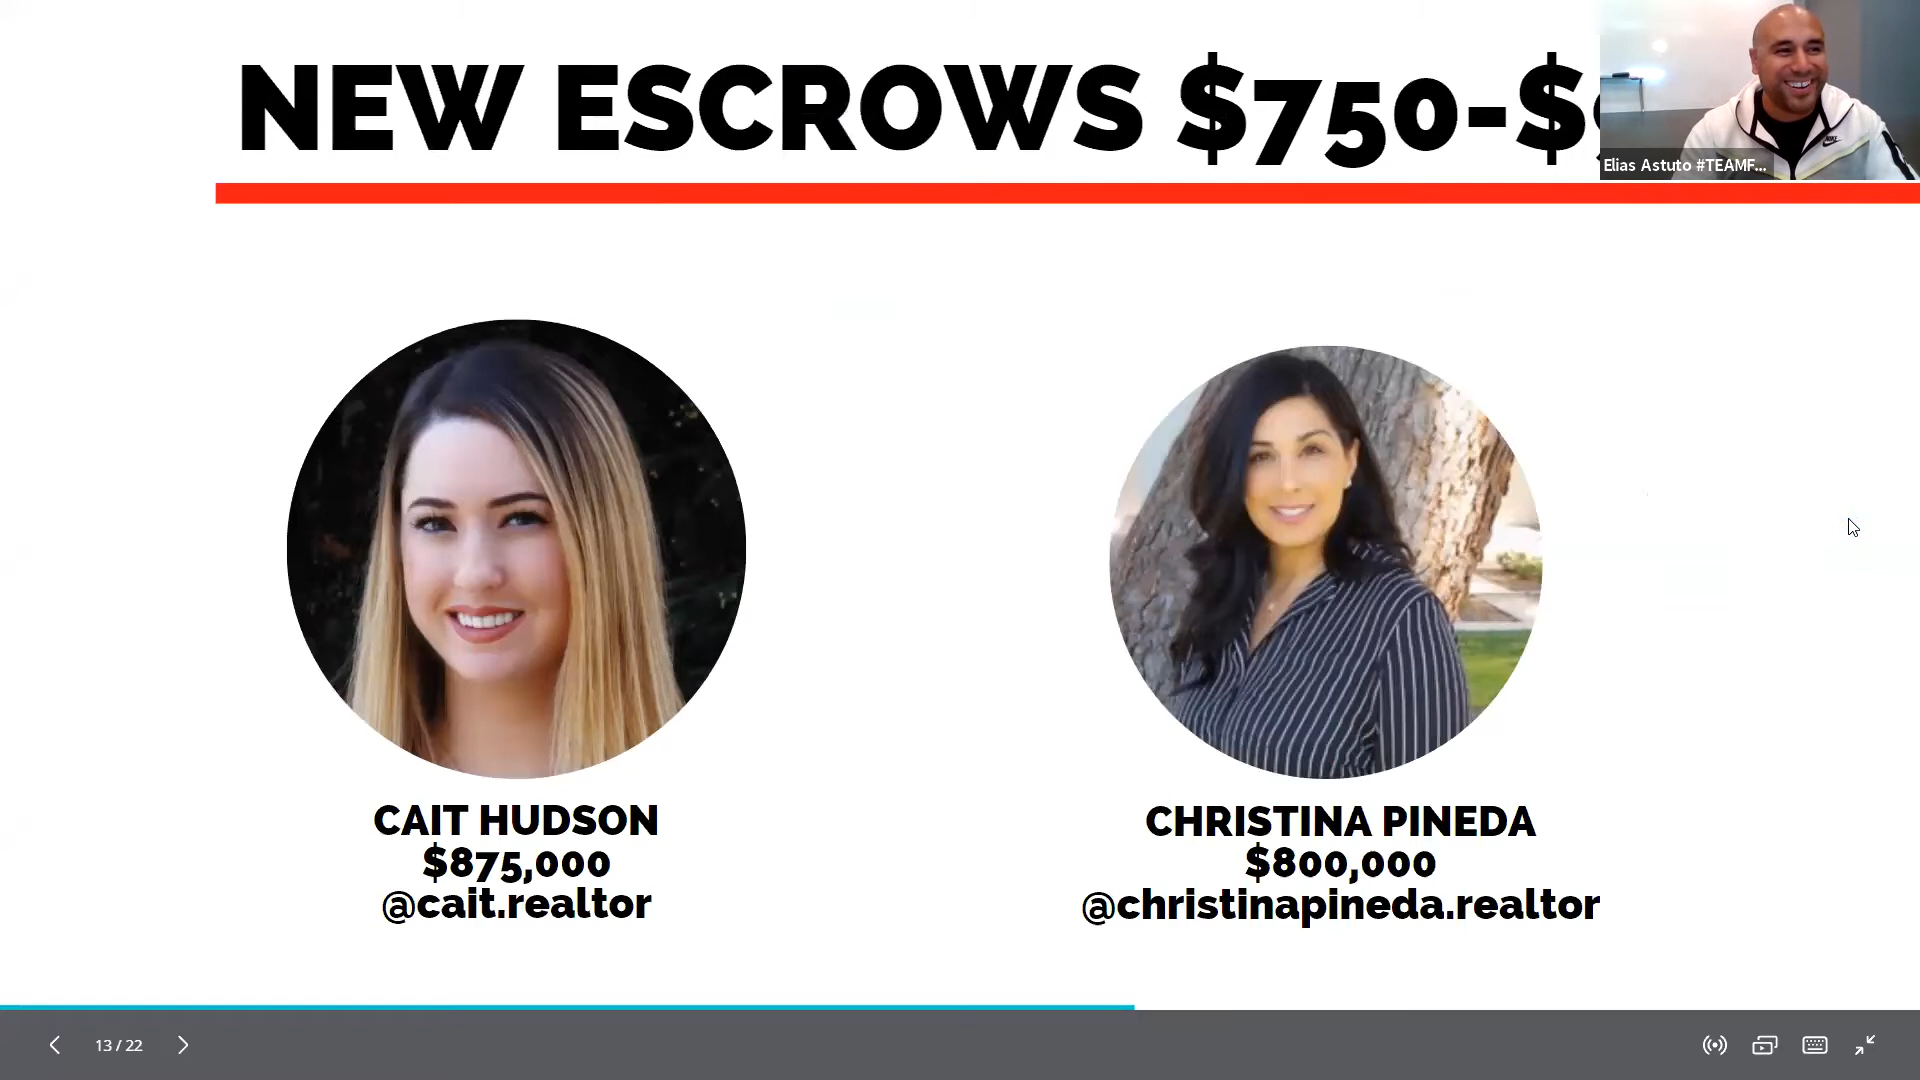 NEW ESCROWS $750-$
Elias Astuto #TEAMF...
CAIT HUDSON
$875,000
@cait.realtor
CHRISTINA PINEDA
$800,000
@christinapineda.realtor
13 / 22